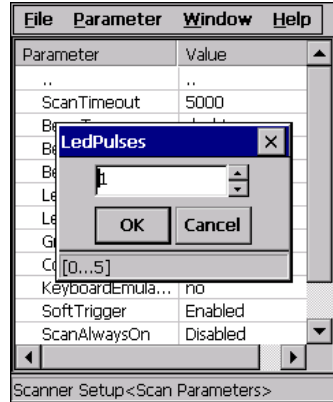 File Parameter Window Help
Parameter Value
.. ..
ScanTimeout 5000
LedPulses
1
OK Cancel
[0...5]
KeyboardEmula... no
SoftTrigger Enabled
ScanAlwaysOn Disabled
Scanner Setup<Scan Parameters>